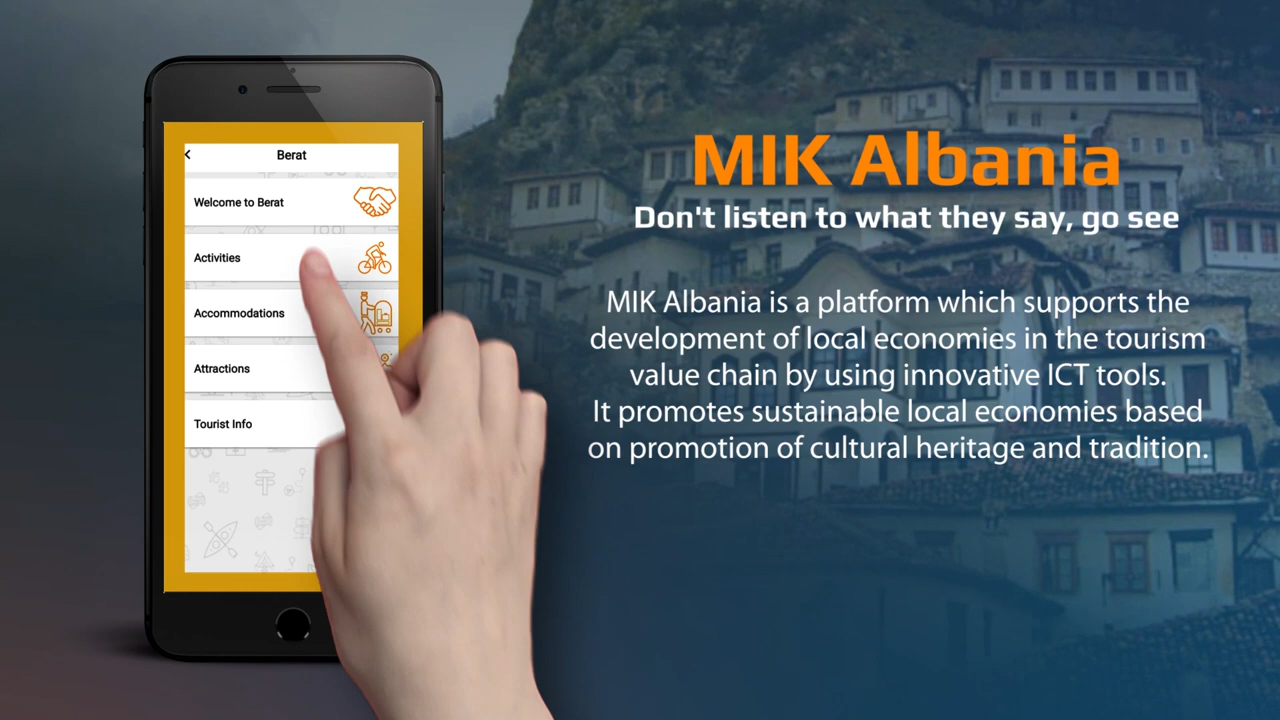 Berat
Welcome to Berat
Activities
Accommodations
Attractions
Tourist Info
MIK Albania
Don't listen to what they say, go see
MIK Albania is a platform which supports the
development of local economies in the tourism
value chain by using innovative ICT tools.
It promotes sustainable local economies based
on promotion of cultural heritage and tradition.